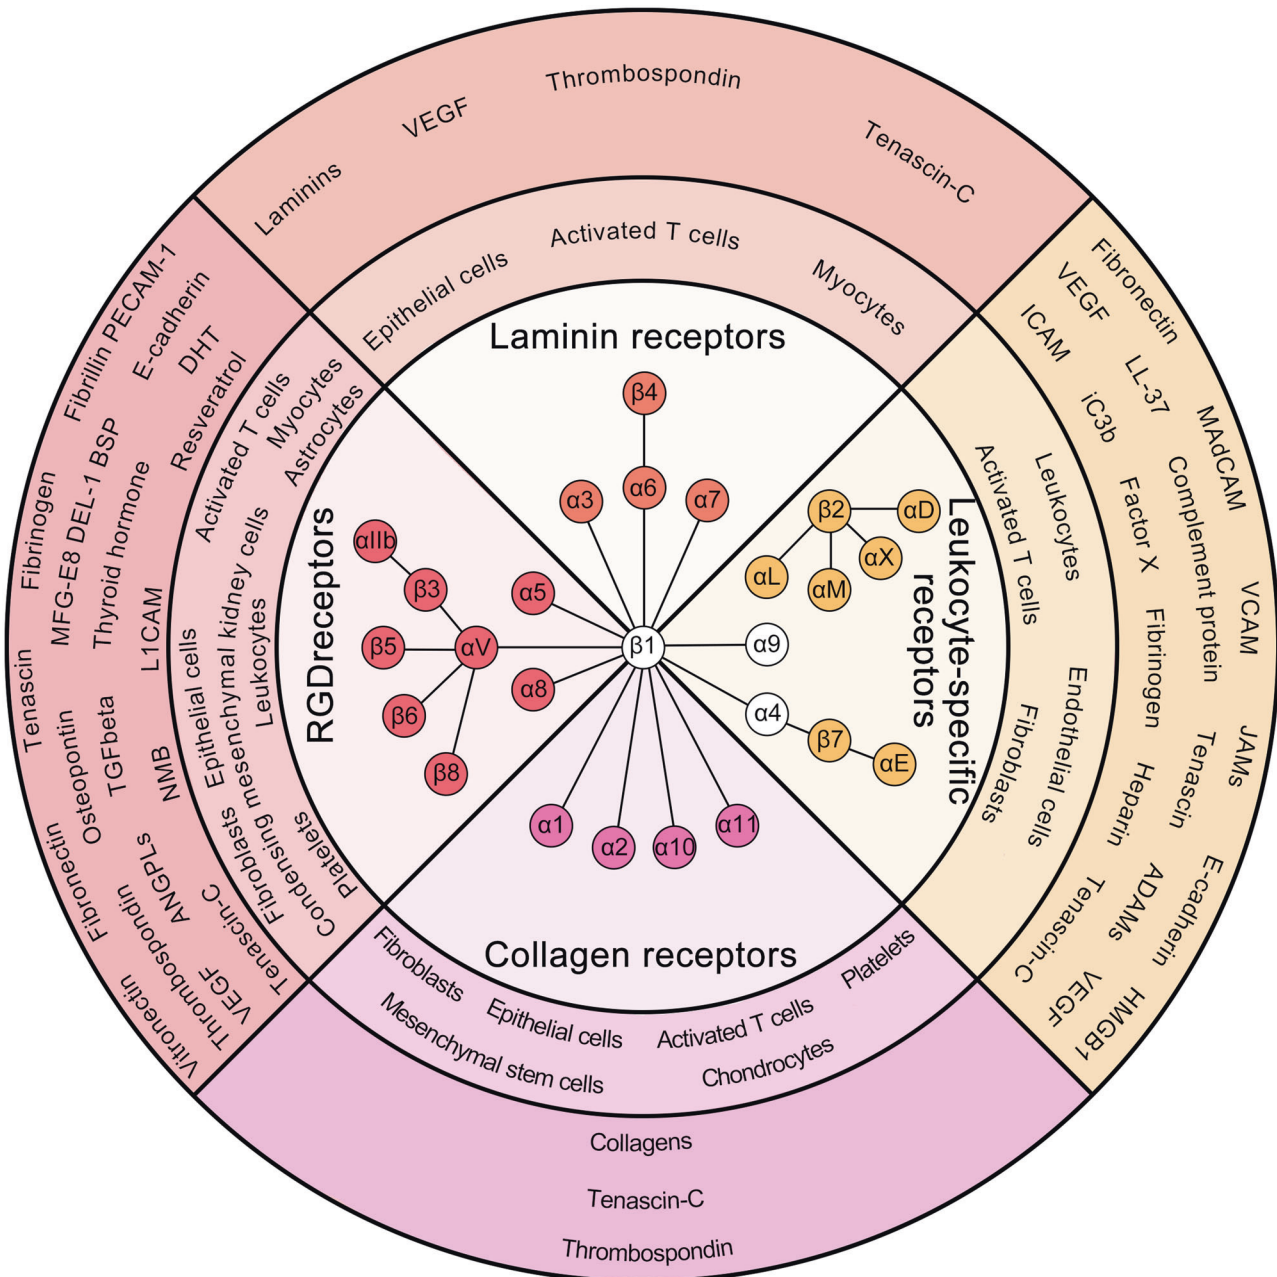 Thrombospondin
VEGF
Tenascin-C
Laminins
Activated T cells
Epithelial cells
Myocytes
Laminin receptors
β4
α3
α6
α7
Fibrillin PECAM-1
E-cadherin
DHT
Resveratrol
Fibrinogen
MFG-E8 DEL-1 BSP
Thyroid hormone
L1CAM
Tenascin
Osteopontin
TGFbeta
NMB
Fibronectin
Thrombospondin
ANGPLs
Tenascin-C
VEGF
Vitronectin
Activated T cells
Myocytes
Astrocytes
Epithelial cells
Condensing mesenchymal kidney cells
Leukocytes
Fibroblasts
Platelets
RGDreceptors
αIIb
β3
α5
β5
αV
β6
α8
β8
β1
β2
αD
αX
αL
αM
α9
α4
β7
αE
Leukocyte-specific
receptors
Activated T cells
Leukocytes
Fibroblasts
Endothelial cells
Fibronectin
VEGF
ICAM
LL-37
iC3b
MAdCAM
Complement protein
Factor X
VCAM
Fibrinogen
JAMs
Tenascin
Heparin
E-cadherin
ADAMs
Tenascin-C
VEGF
HMGB1
α1
α2
α10
α11
Collagen receptors
Fibroblasts
Epithelial cells
Activated T cells
Platelets
Mesenchymal stem cells
Chondrocytes
Collagens
Tenascin-C
Thrombospondin